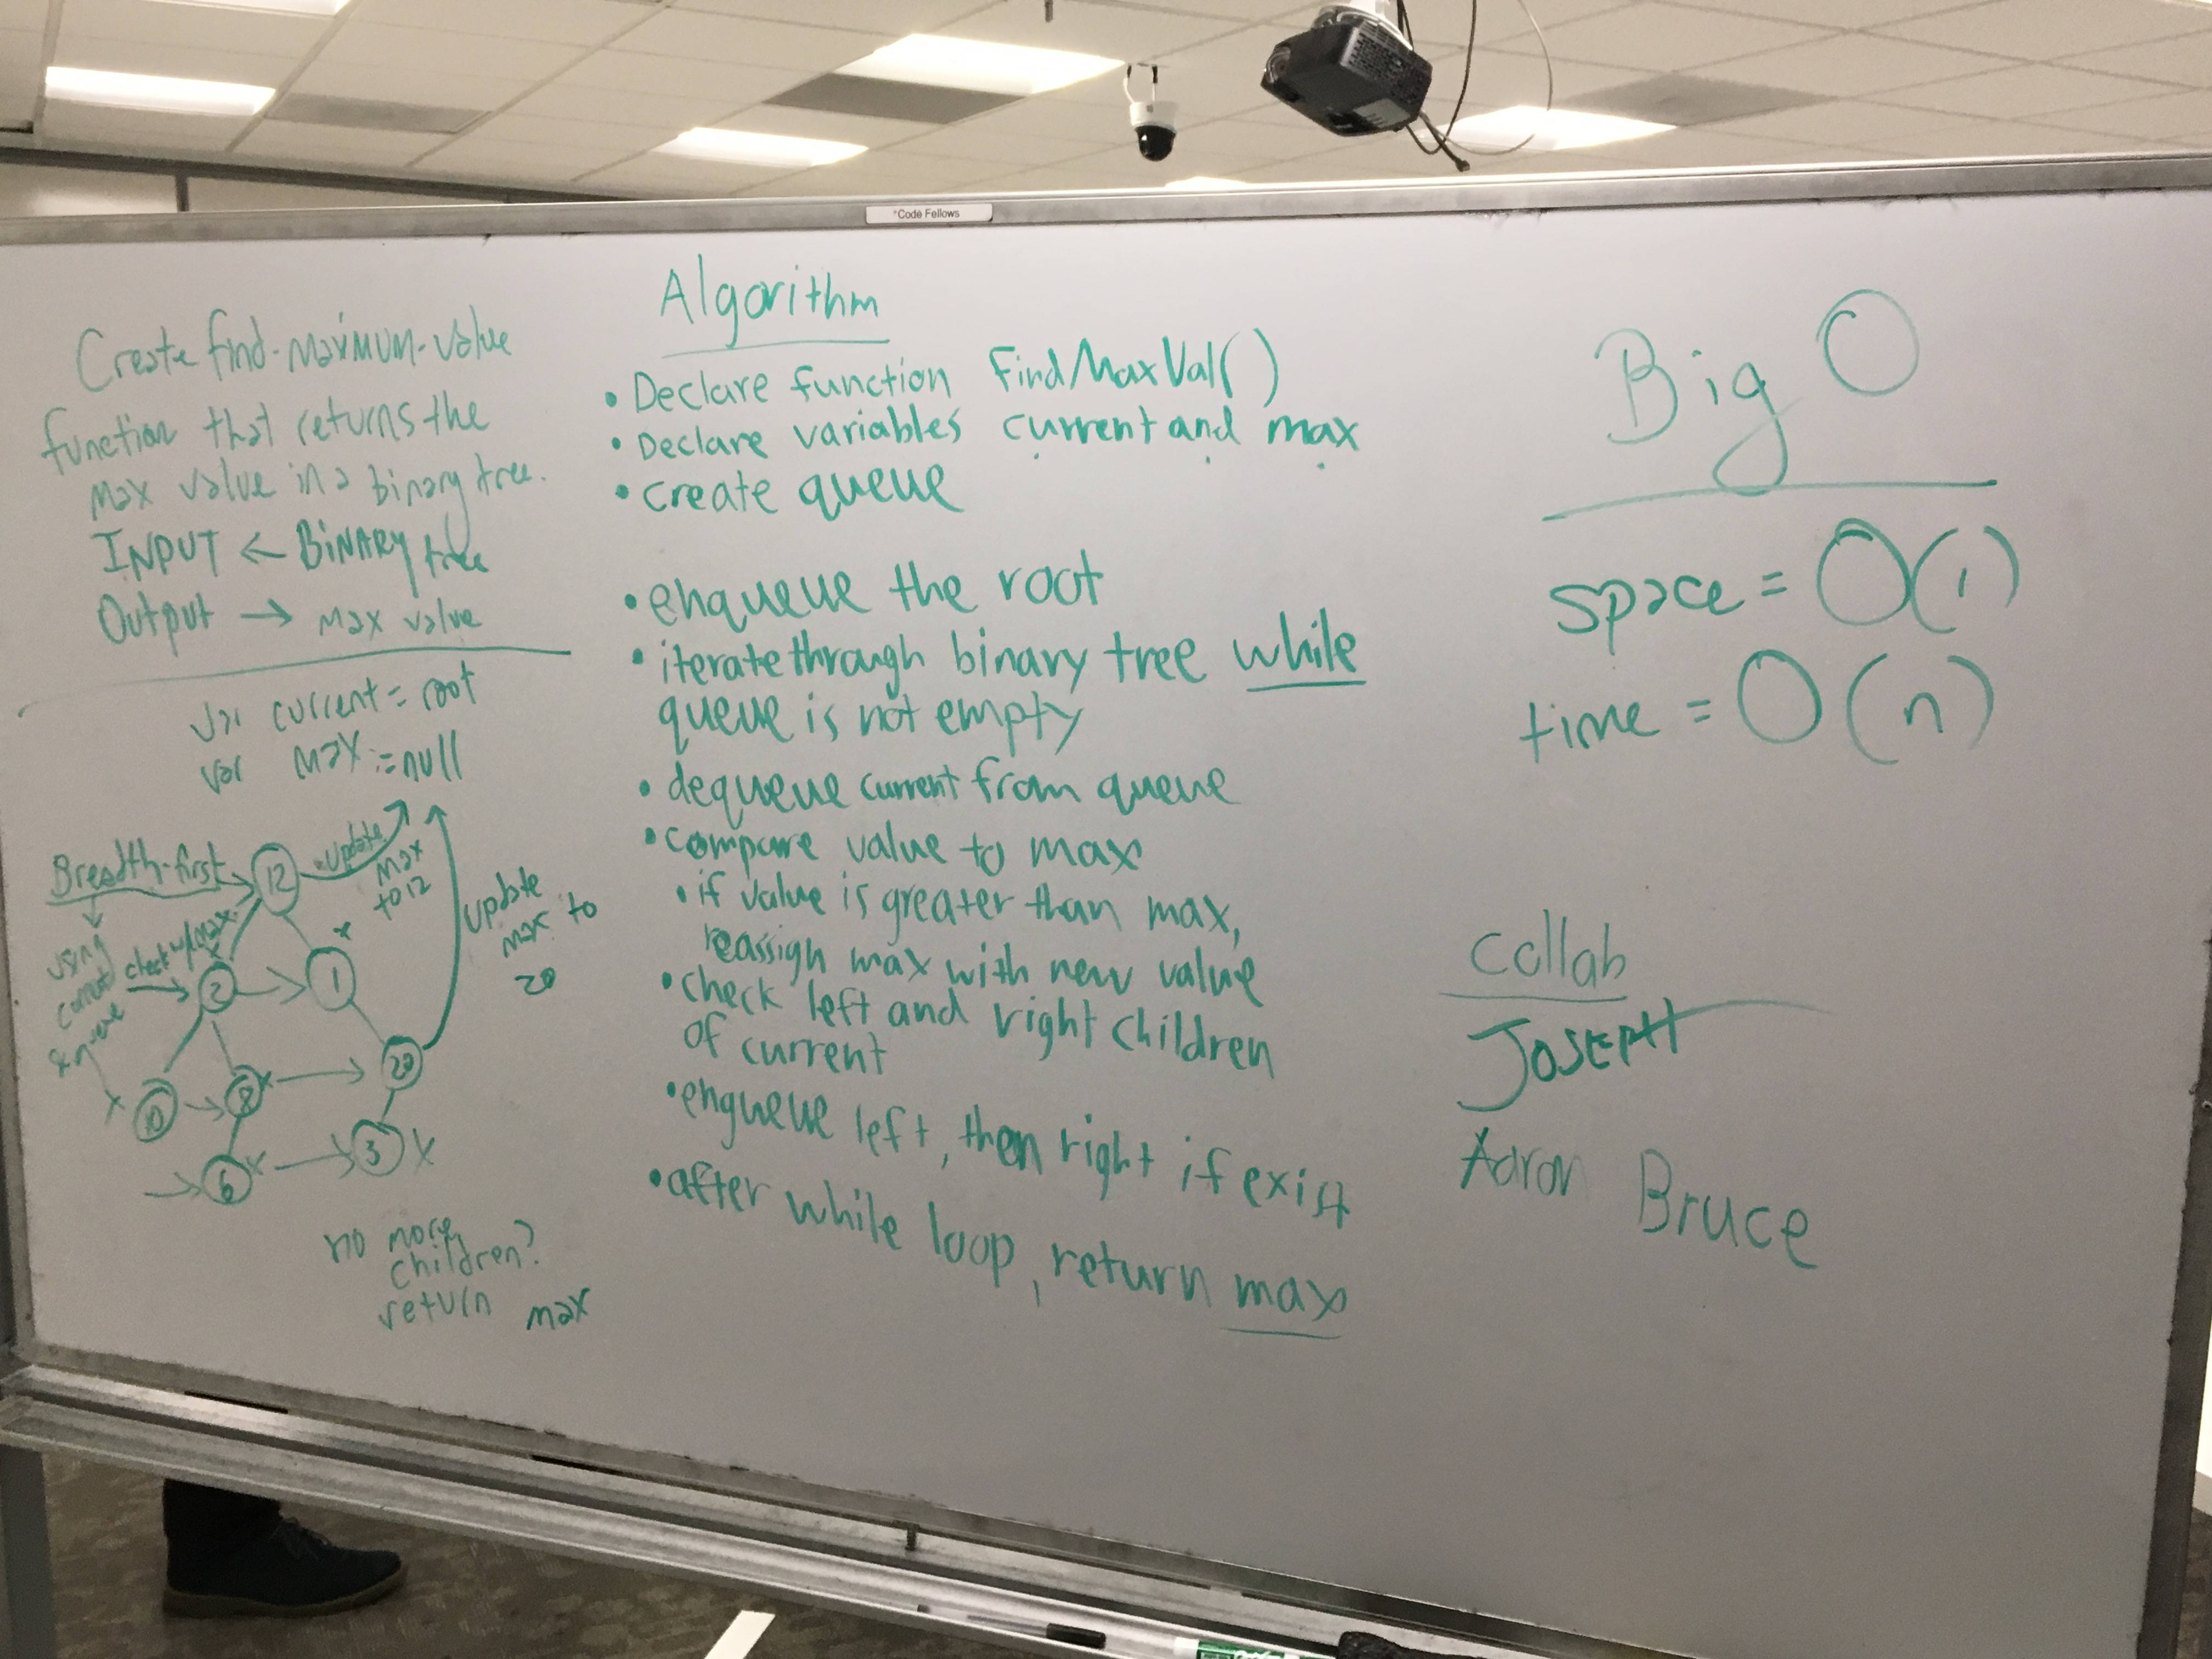 *Code Fellows
Create find-maximum-value
function that returns the
max value in a binary tree.
INPUT ← BiNARY tree
Output → max value
var current = root
var max := null
Breadth-first
12
update
max
to 12
update
max to
20
using
current
& queue
check w/ max
2
1
10
8
20
6
3
no more
children?
return max
Algorithm
• Declare function FindMaxVal()
• Declare variables current and max
• create queue
• enqueue the root
• iterate through binary tree while
queue is not empty
• dequeue current from queue
• compare value to max
• if value is greater than max,
reassign max with new value
• check left and right children
of current
• enqueue left, then right if exist
• after while loop, return max
Big O
space = O(1)
time = O(n)
collab
JOSEPH
Aaron Bruce